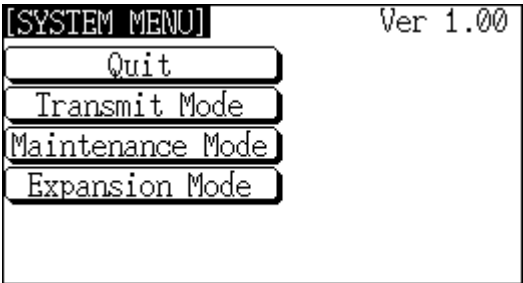 [SYSTEM MENU] Ver 1.00
Quit
Transmit Mode
Maintenance Mode
Expansion Mode